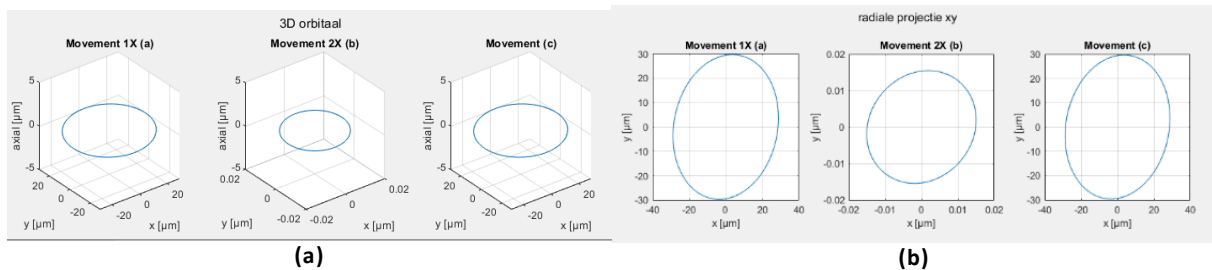 3D orbitaal
Movement 1X (a)
Movement 2X (b)
Movement (c)
5
0
-5
axial [µm]
20
0
-20
y [µm]
-20
0
20
x [µm]
5
0
-5
axial [µm]
0.02
0
-0.02
y [µm]
-0.02
0
0.02
x [µm]
5
0
-5
axial [µm]
20
0
-20
y [µm]
-20
0
20
x [µm]
(a)
radiale projectie xy
Movement 1X (a)
Movement 2X (b)
Movement (c)
30
20
10
0
-10
-20
-30
y [µm]
-40
-20
0
20
40
x [µm]
0.02
0.01
0
-0.01
-0.02
y [µm]
-0.02
-0.01
0
0.01
0.02
x [µm]
30
20
10
0
-10
-20
-30
y [µm]
-40
-20
0
20
40
x [µm]
(b)